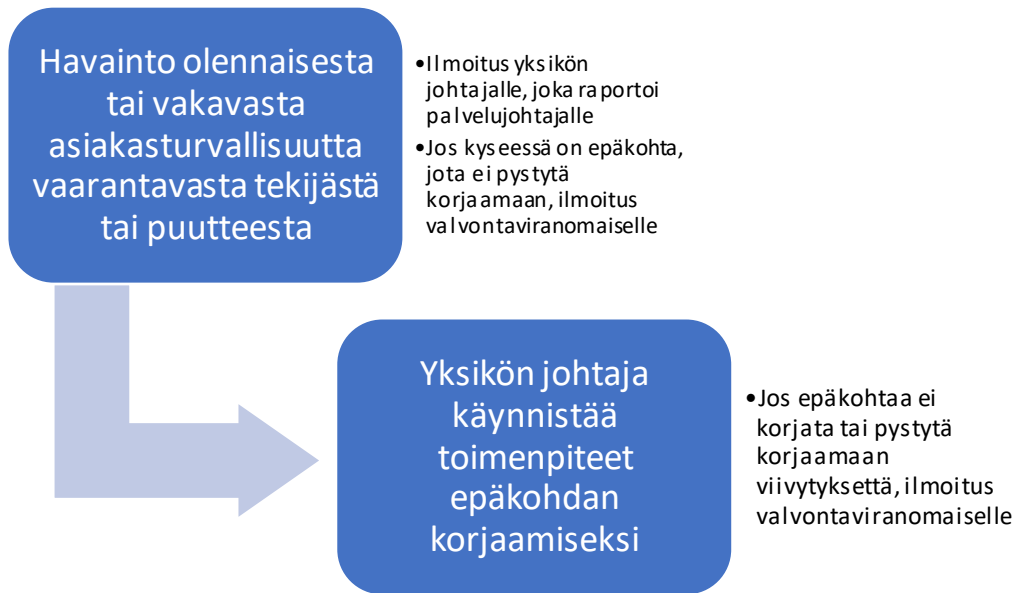 Havainto olennaisesta
tai vakavasta
asiakasturvallisuutta
vaarantavasta tekijästä
tai puutteesta
•Ilmoitus yksikön
johtajalle, joka raportoi
palvelujohtajalle
•Jos kyseessä on epäkohta,
jota ei pystytä
korjaamaan, ilmoitus
valvontaviranomaiselle
Yksikön johtaja
käynnistää
toimenpiteet
epäkohdan
korjaamiseksi
•Jos epäkohtaa ei
korjata tai pystytä
korjaamaan
viivytyksettä, ilmoitus
valvontaviranomaiselle